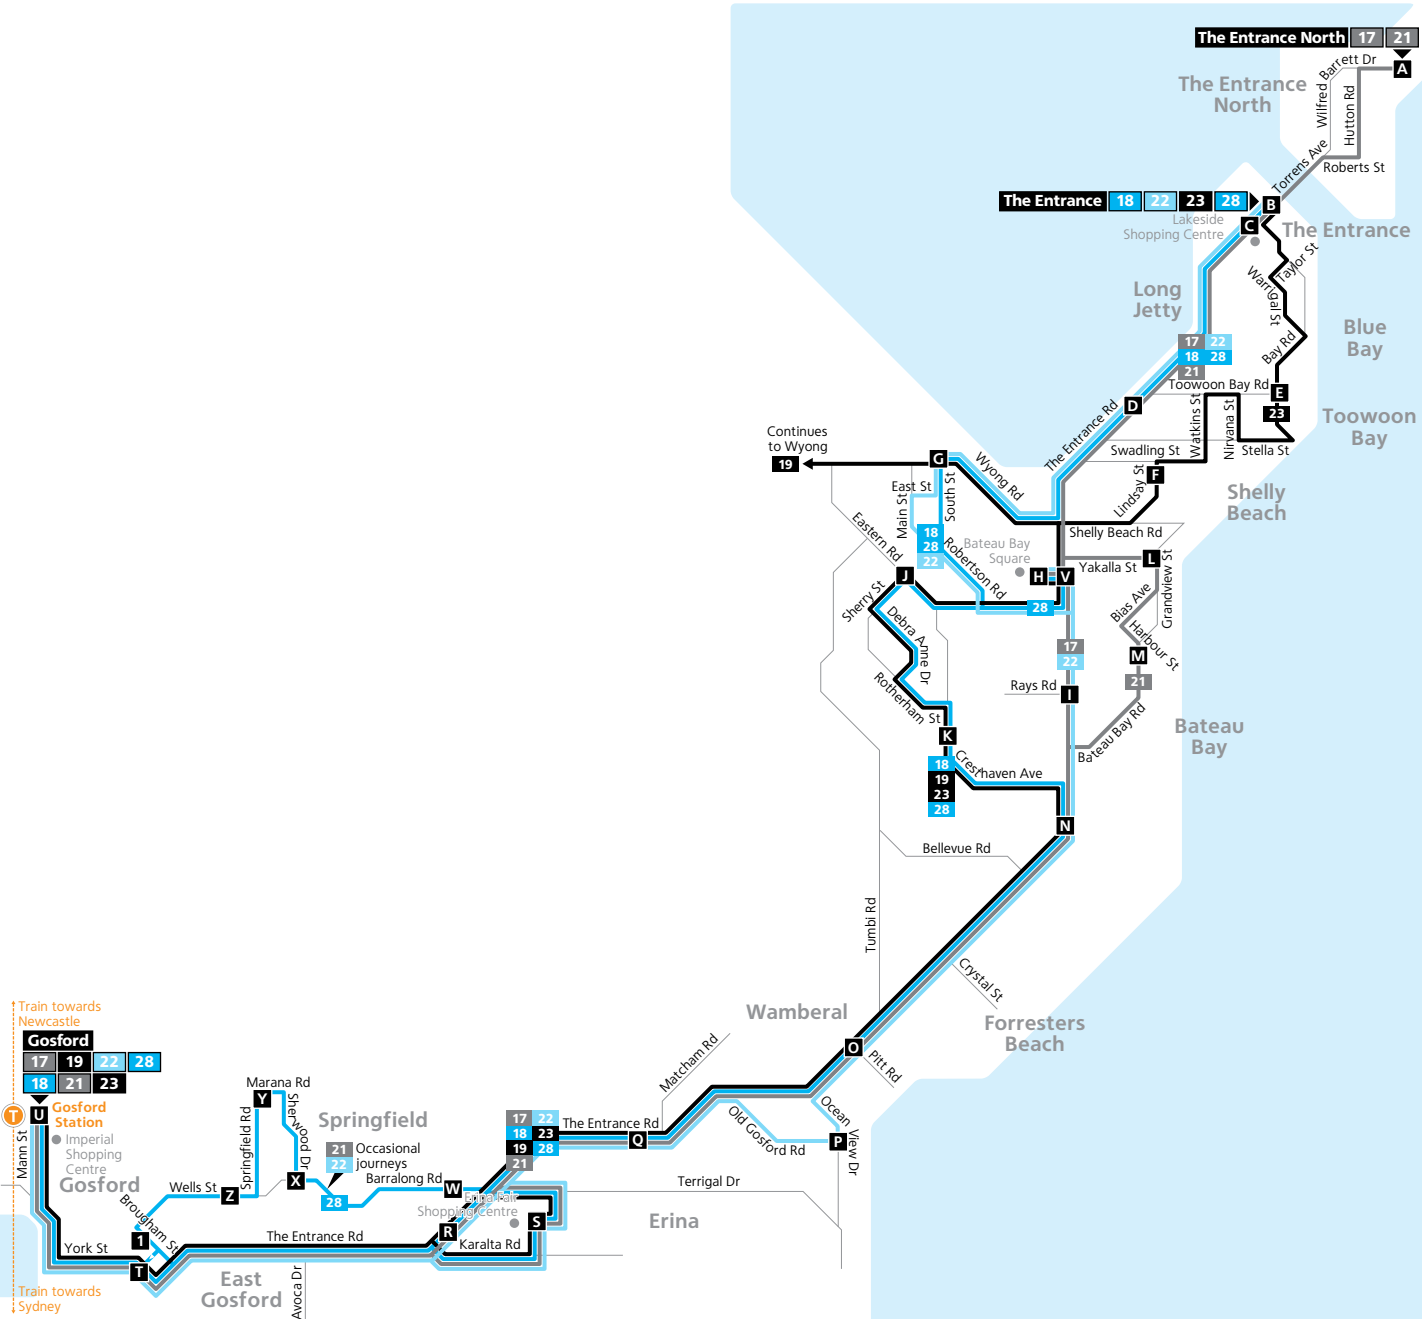 The Entrance North 17 21
A
Barrett Dr
Wilfred
Hutton Rd
The Entrance
North
Torrens Ave
Roberts St
The Entrance 18 22 23 28
B
C
Lakeside
Shopping Centre
The Entrance
Taylor St
Warrigal St
Long
Jetty
Blue
Bay
Bay Rd
17 22
18 28
21
Toowoon Bay Rd
E
23
D
The Entrance Rd
Watkins St
Nirvana St
Toowoon
Bay
Continues
to Wyong
19
G
Wyong Rd
Swadling St
Stella St
F
Lindsay St
East St
Main St
South St
Shelly
Beach
Eastern Rd
18
28
22
Robertson Rd
Bateau Bay
Square
Shelly Beach Rd
Yakalla St
L
Grandview St
J
H
V
Sherry St
28
Bias Ave
Harbour St
Debra Anne Dr
M
17
22
21
Rotherham St
Rays Rd
I
K
Bateau Bay Rd
Bateau
Bay
18
19
23
28
Cresthaven Ave
N
Bellevue Rd
Tumbi Rd
Crystal St
Wamberal
Forresters
Beach
O
Pitt Rd
Matcham Rd
Train towards
Newcastle
Gosford
17 19 22 28
18 21 23
T
U
Gosford
Station
Imperial
Shopping
Centre
Mann St
Gosford
Marana Rd
Y
Springfield Rd
Sherwood Dr
Springfield
21 Occasional
22 journeys
X
Barralong Rd
28
W
Wells St
Z
Brougham St
1
York St
T
The Entrance Rd
Avoca Dr
East
Gosford
Train towards
Sydney
17 22
18 23
19 28
21
The Entrance Rd
Q
Old Gosford Rd
Ocean View Dr
P
Erina Fair
Shopping Centre
R
S
Karalta Rd
Terrigal Dr
Erina